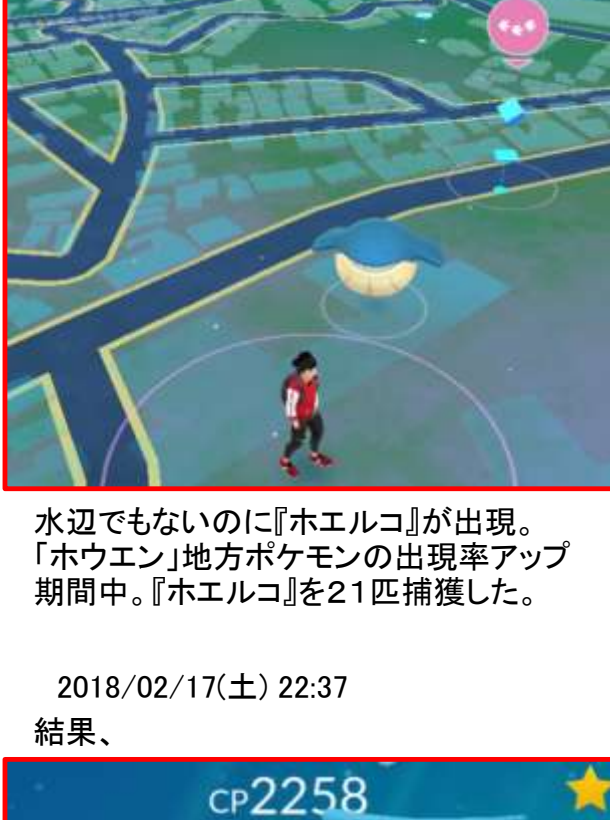 水辺でもないのに『ホエルコ』が出現。
「ホウエン」地方ポケモンの出現率アップ
期間中。『ホエルコ』を２１匹捕獲した。
2018/02/17(土) 22:37
結果、
CP2258